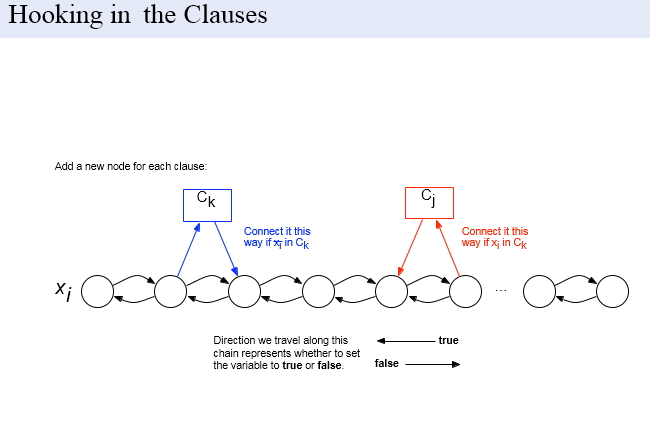 Hooking in the Clauses
Add a new node for each clause:
Ck
Cj
Connect it this
way if x̅i in Ck
Connect it this
way if xi in Ck
xi
...
Direction we travel along this
chain represents whether to set
the variable to true or false.
true
false